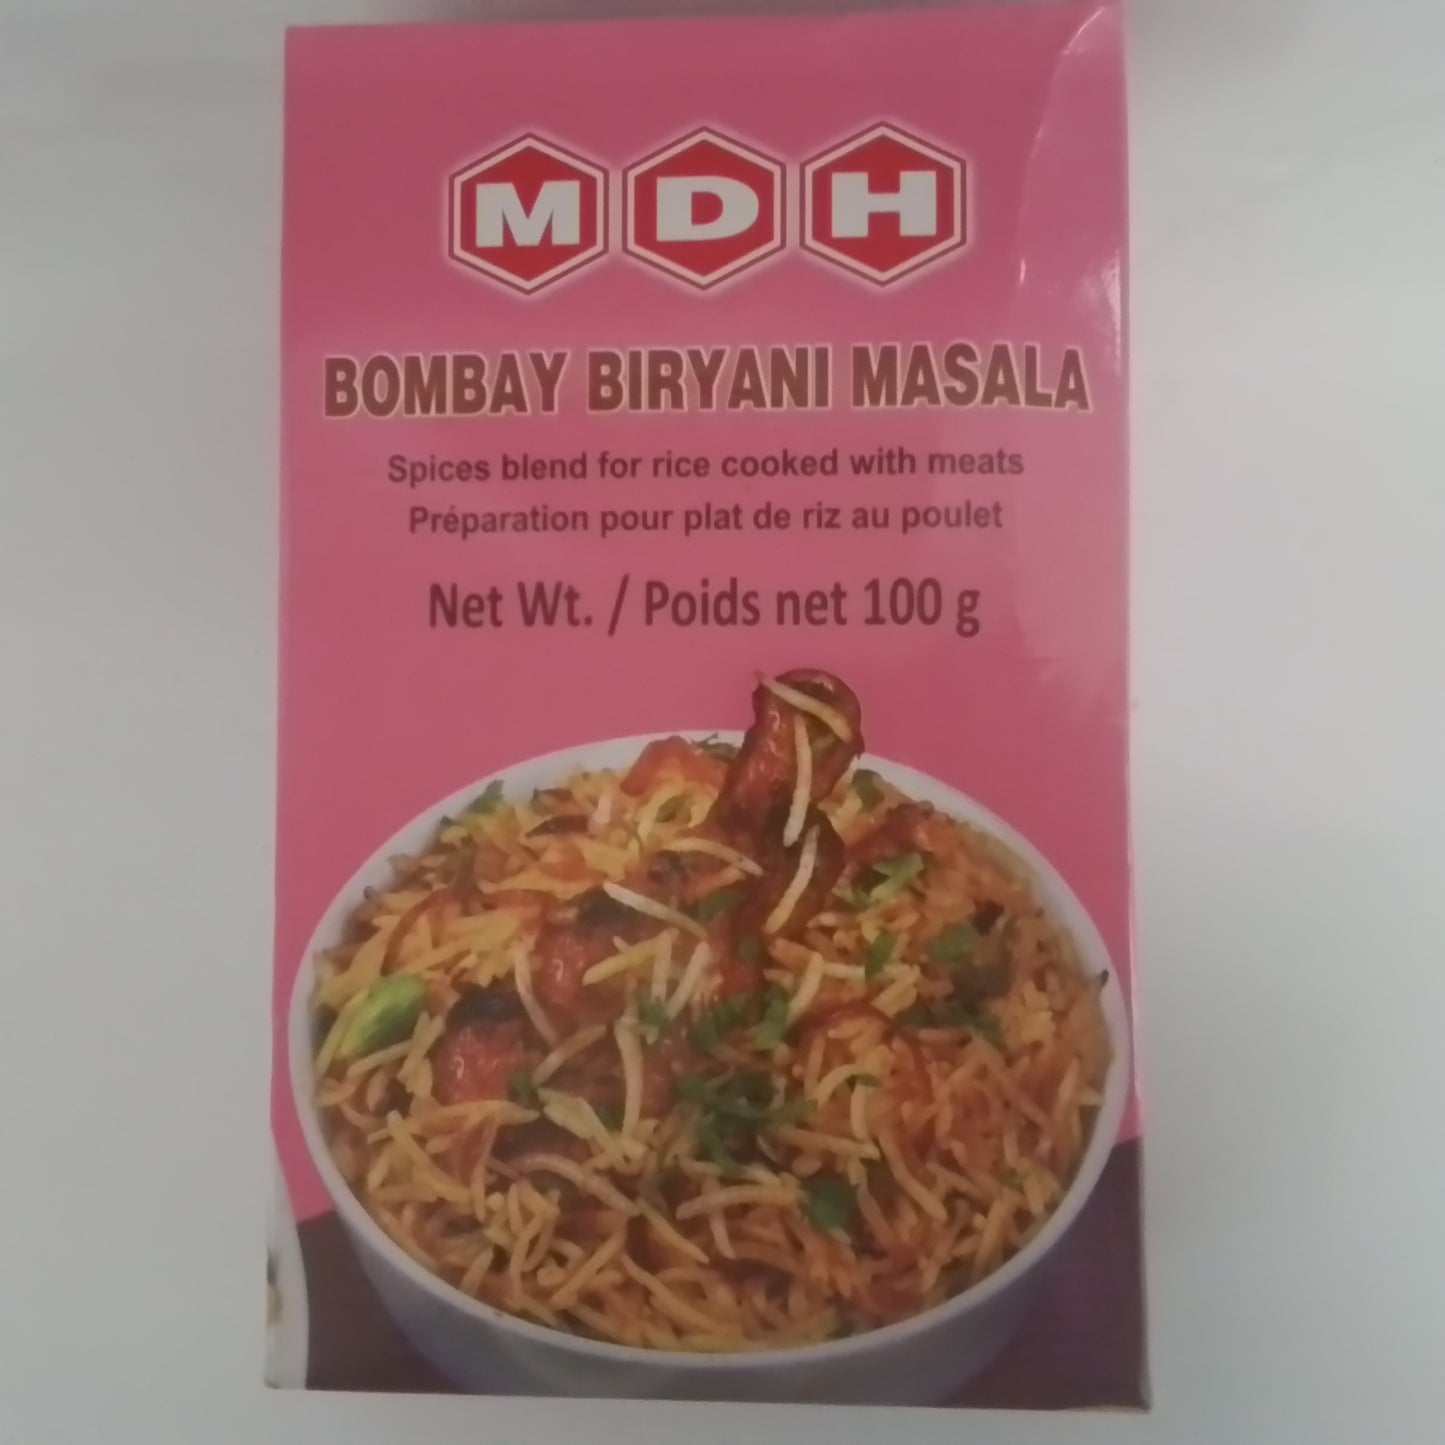 MDH
BOMBAY BIRYANI MASALA
Spices blend for rice cooked with meats
Préparation pour plat de riz au poulet
Net Wt. / Poids net 100 g